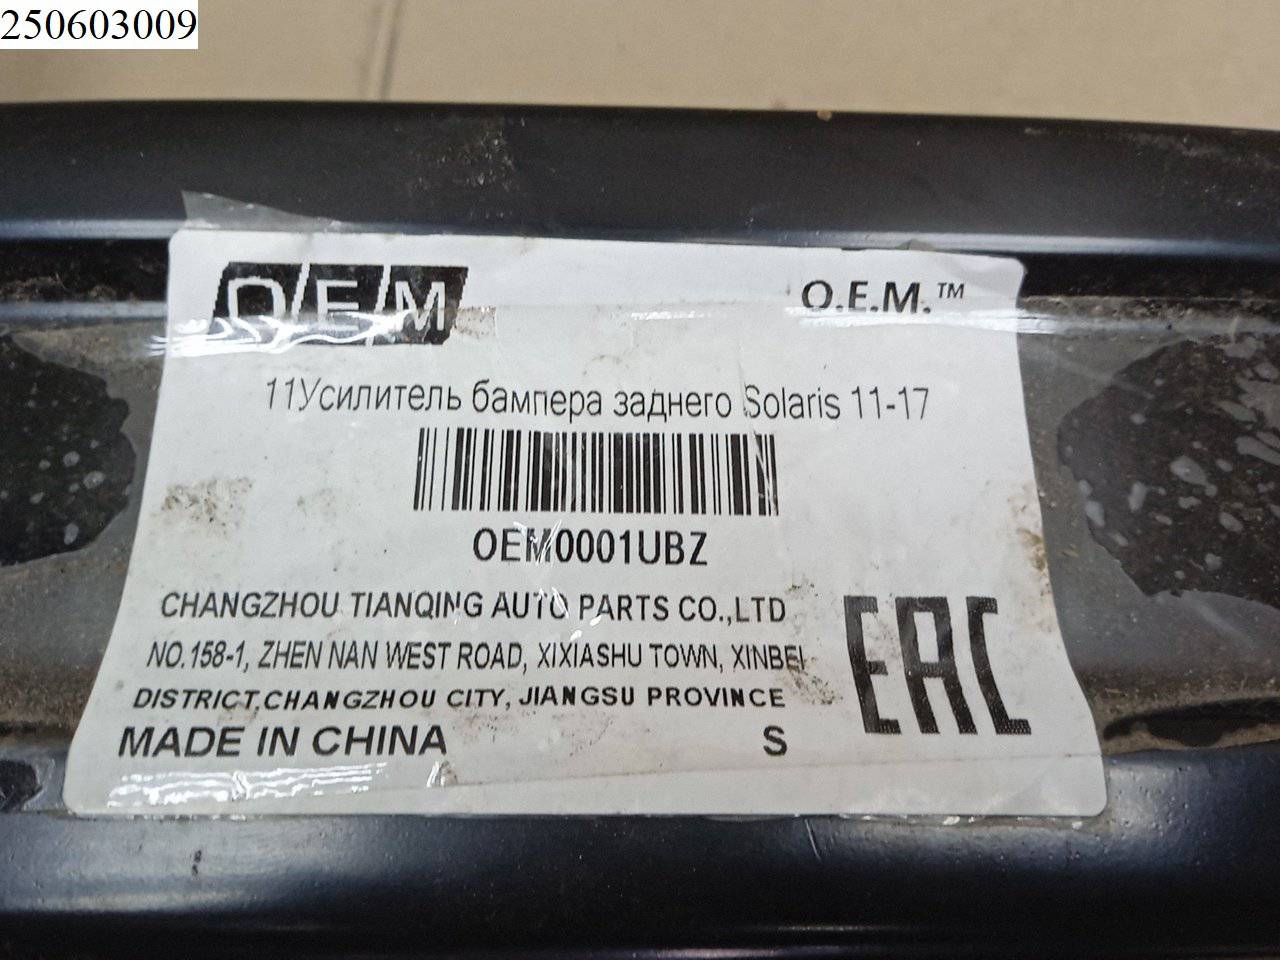 250603009
O/E/M
O.E.M.™
11Усилитель бампера заднего Solaris 11-17
OEM0001UBZ
CHANGZHOU TIANQING AUTO PARTS CO.,LTD
NO.158-1, ZHEN NAN WEST ROAD, XIXIASHU TOWN, XINBEI
DISTRICT,CHANGZHOU CITY, JIANGSU PROVINCE
MADE IN CHINA
S
EAC